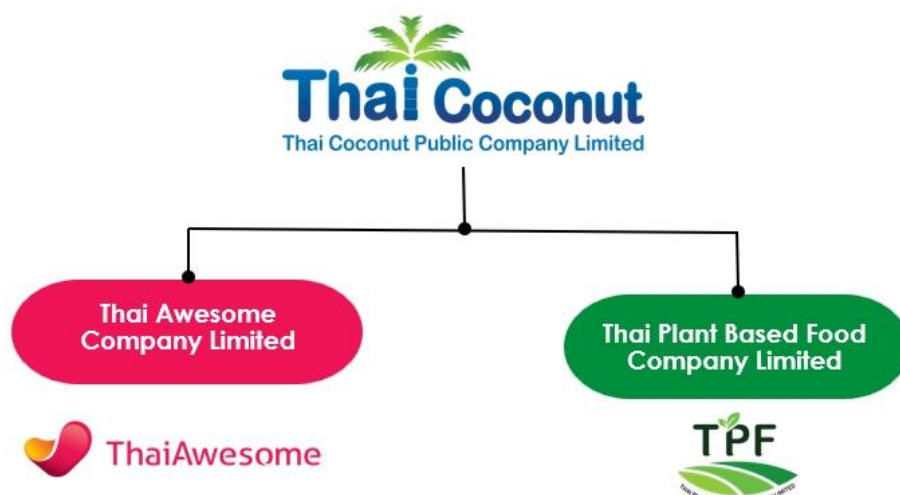 Thai Coconut
Thai Coconut Public Company Limited
Thai Awesome
Company Limited
Thai Plant Based Food
Company Limited
ThaiAwesome
TPF